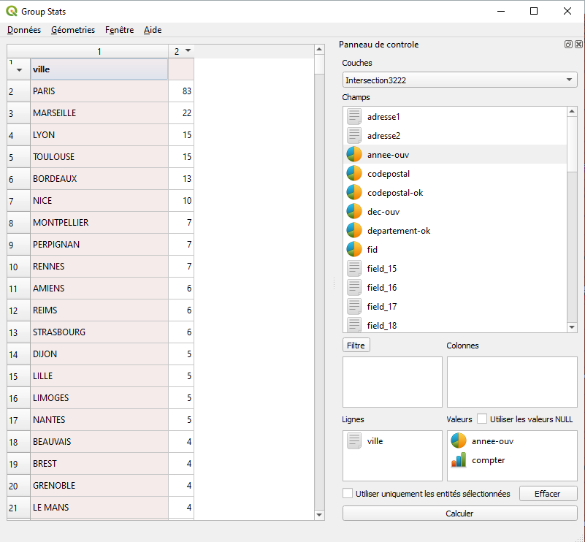 Group Stats
Données Géometries Fenêtre Aide
1 2
1 ville
2 PARIS 83
3 MARSEILLE 22
4 LYON 15
5 TOULOUSE 15
6 BORDEAUX 13
7 NICE 10
8 MONTPELLIER 7
9 PERPIGNAN 7
10 RENNES 7
11 AMIENS 6
12 REIMS 6
13 STRASBOURG 6
14 DIJON 5
15 LILLE 5
16 LIMOGES 5
17 NANTES 5
18 BEAUVAIS 4
19 BREST 4
20 GRENOBLE 4
21 LE MANS 4
Panneau de controle
Couches
Intersection3222
Champs
adresse1
adresse2
annee-ouv
codepostal
codepostal-ok
dec-ouv
departement-ok
fid
field_15
field_16
field_17
field_18
Filtre Colonnes
Lignes Valeurs Utiliser les valeurs NULL
ville annee-ouv
compter
Utiliser uniquement les entités sélectionnées Effacer
Calculer